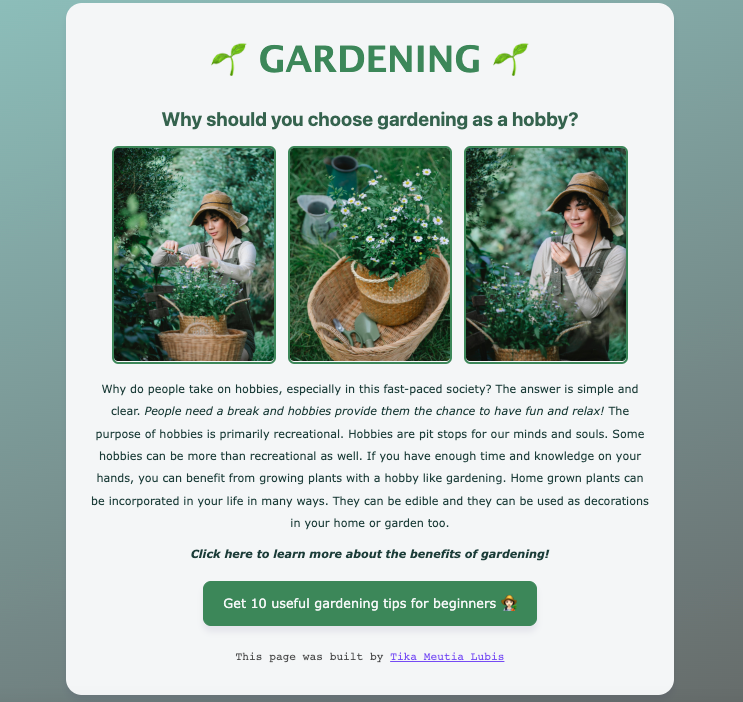 🌱 GARDENING 🌱
Why should you choose gardening as a hobby?
Why do people take on hobbies, especially in this fast-paced society? The answer is simple and
clear. People need a break and hobbies provide them the chance to have fun and relax! The
purpose of hobbies is primarily recreational. Hobbies are pit stops for our minds and souls. Some
hobbies can be more than recreational as well. If you have enough time and knowledge on your
hands, you can benefit from growing plants with a hobby like gardening. Home grown plants can
be incorporated in your life in many ways. They can be edible and they can be used as decorations
in your home or garden too.
Click here to learn more about the benefits of gardening!
Get 10 useful gardening tips for beginners 👩‍🌾
This page was built by Tika Meutia Lubis